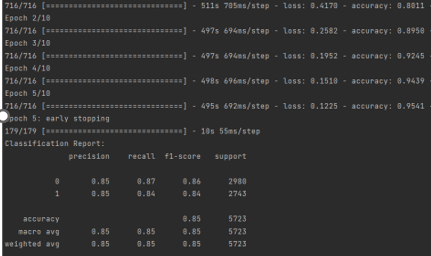 716/716 [==============================] - 511s 705ms/step - loss: 0.4170 - accuracy: 0.8011
Epoch 2/10
716/716 [==============================] - 497s 694ms/step - loss: 0.2582 - accuracy: 0.8950
Epoch 3/10
716/716 [==============================] - 497s 694ms/step - loss: 0.1952 - accuracy: 0.9245
Epoch 4/10
716/716 [==============================] - 498s 696ms/step - loss: 0.1510 - accuracy: 0.9439
Epoch 5/10
716/716 [==============================] - 495s 692ms/step - loss: 0.1225 - accuracy: 0.9541
poch 5: early stopping
179/179 [==============================] - 10s 55ms/step
Classification Report:
precision recall f1-score support
0 0.85 0.87 0.86 2980
1 0.85 0.84 0.84 2743
accuracy 0.85 5723
macro avg 0.85 0.85 0.85 5723
weighted avg 0.85 0.85 0.85 5723